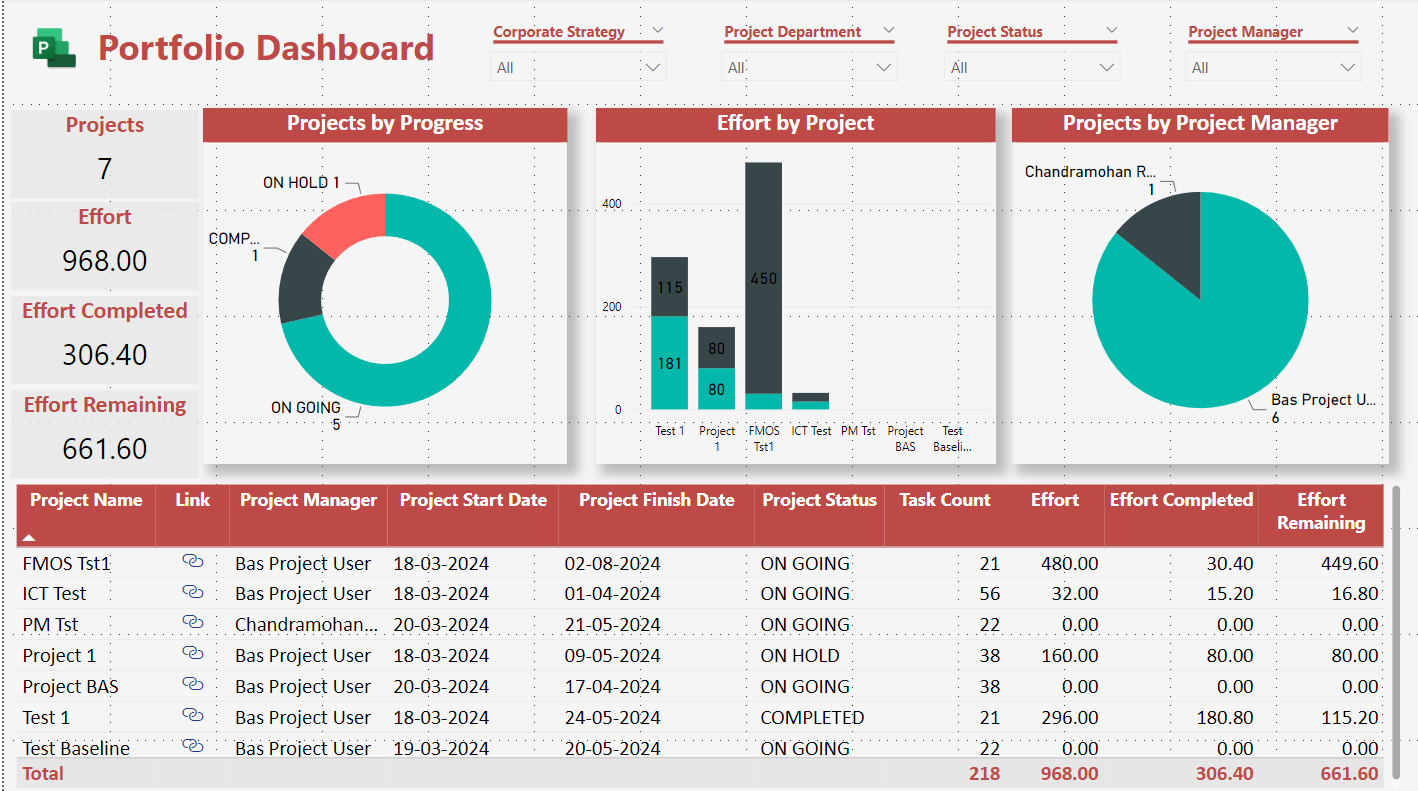 P
Portfolio Dashboard
Corporate Strategy
All
Project Department
All
Project Status
All
Project Manager
All
Projects
7
Effort
968.00
Effort Completed
306.40
Effort Remaining
661.60
Projects by Progress
ON HOLD 1
COMP...
1
ON GOING
5
Effort by Project
400
200
0
115
181
80
80
450
Test 1
Project
1
FMOS
Tst1
ICT Test
PM Tst
Project
BAS
Test
Baseli...
Projects by Project Manager
Chandramohan R...
1
Bas Project U...
6
Project Name Link Project Manager Project Start Date Project Finish Date Project Status Task Count Effort Effort Completed Effort
Remaining
FMOS Tst1 Bas Project User 18-03-2024 02-08-2024 ON GOING 21 480.00 30.40 449.60
ICT Test Bas Project User 18-03-2024 01-04-2024 ON GOING 56 32.00 15.20 16.80
PM Tst Chandramohan... 20-03-2024 21-05-2024 ON GOING 22 0.00 0.00 0.00
Project 1 Bas Project User 18-03-2024 09-05-2024 ON HOLD 38 160.00 80.00 80.00
Project BAS Bas Project User 20-03-2024 17-04-2024 ON GOING 38 0.00 0.00 0.00
Test 1 Bas Project User 18-03-2024 24-05-2024 COMPLETED 21 296.00 180.80 115.20
Test Baseline Bas Project User 19-03-2024 20-05-2024 ON GOING 22 0.00 0.00 0.00
Total 218 968.00 306.40 661.60